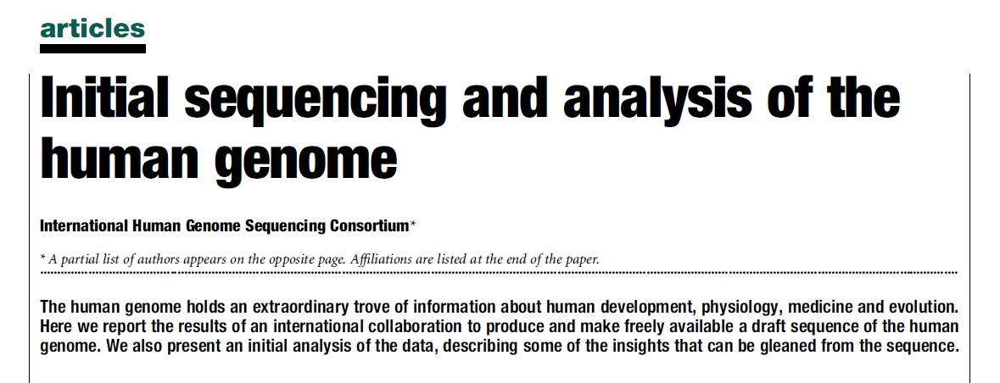 articles
Initial sequencing and analysis of the
human genome
International Human Genome Sequencing Consortium*
* A partial list of authors appears on the opposite page. Affiliations are listed at the end of the paper.
The human genome holds an extraordinary trove of information about human development, physiology, medicine and evolution.
Here we report the results of an international collaboration to produce and make freely available a draft sequence of the human
genome. We also present an initial analysis of the data, describing some of the insights that can be gleaned from the sequence.